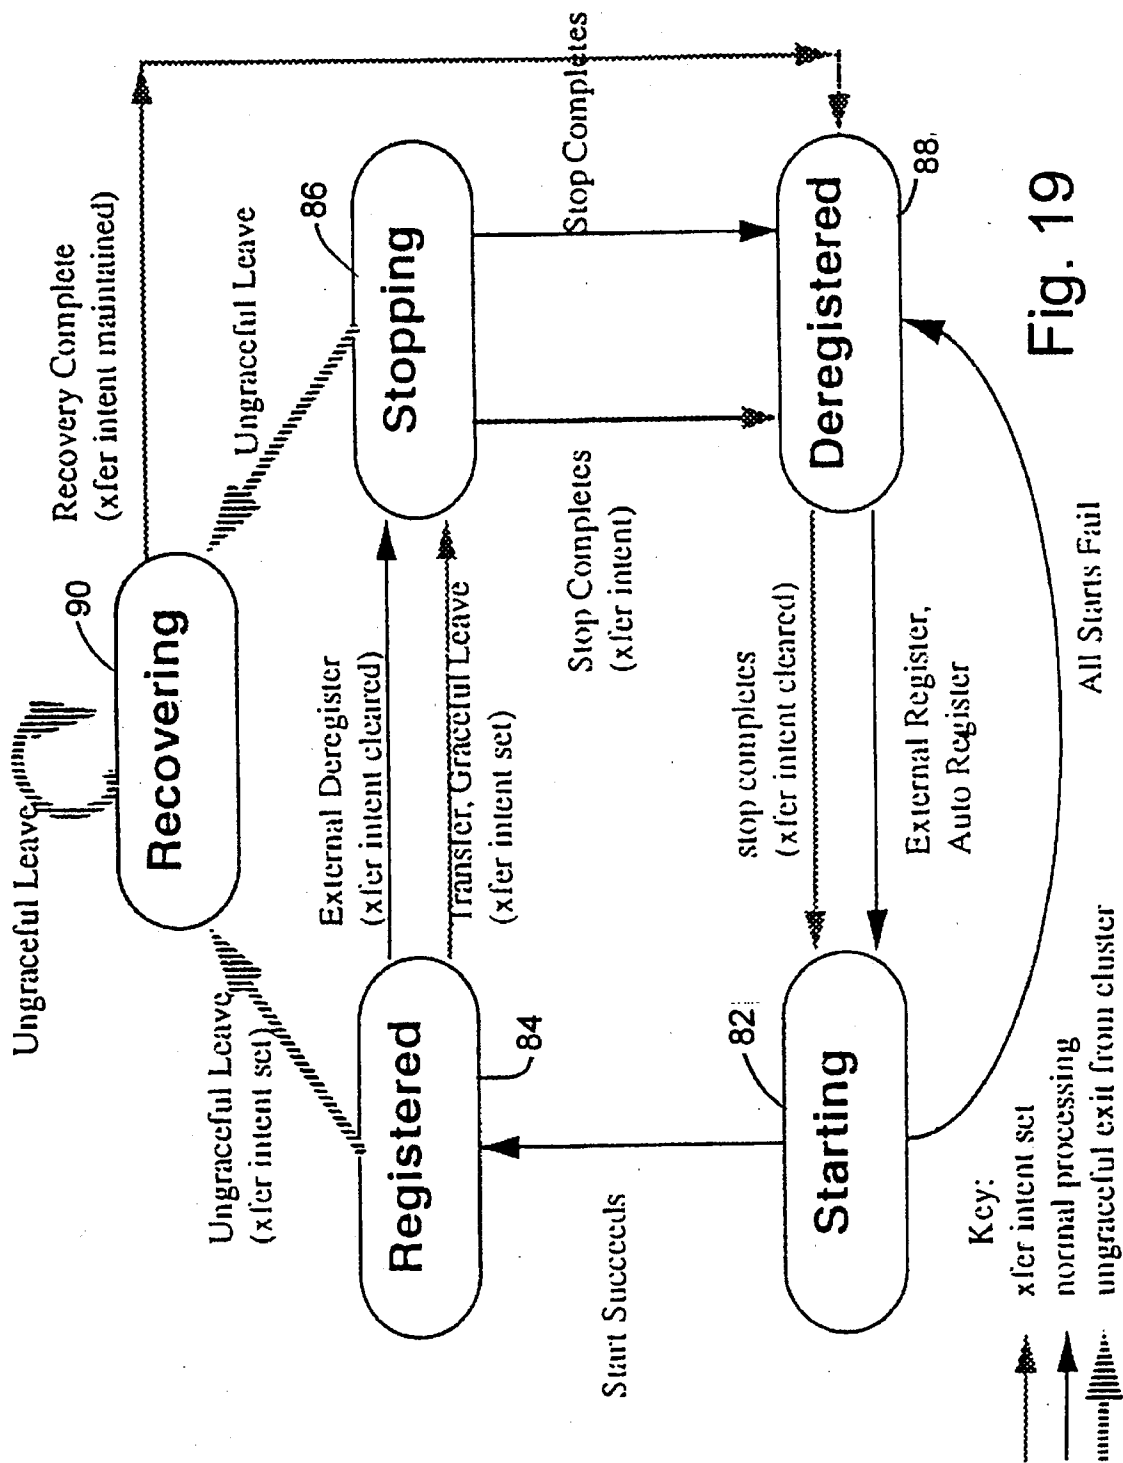 Ungraceful Leave
Recovering
90
Recovery Complete
(xfer intent maintained)
Ungraceful Leave
(xfer intent set)
Ungraceful Leave
86
Registered
84
External Deregister
(xfer intent cleared)
Transfer, Graceful Leave
(xfer intent set)
Stopping
Start Succeeds
Stop Completes
(xfer intent)
Stop Completes
Starting
82
stop completes
(xfer intent cleared)
External Register,
Auto Register
Deregistered
88
All Starts Fail
Key:
xfer intent set
normal processing
ungraceful exit from cluster
Fig. 19